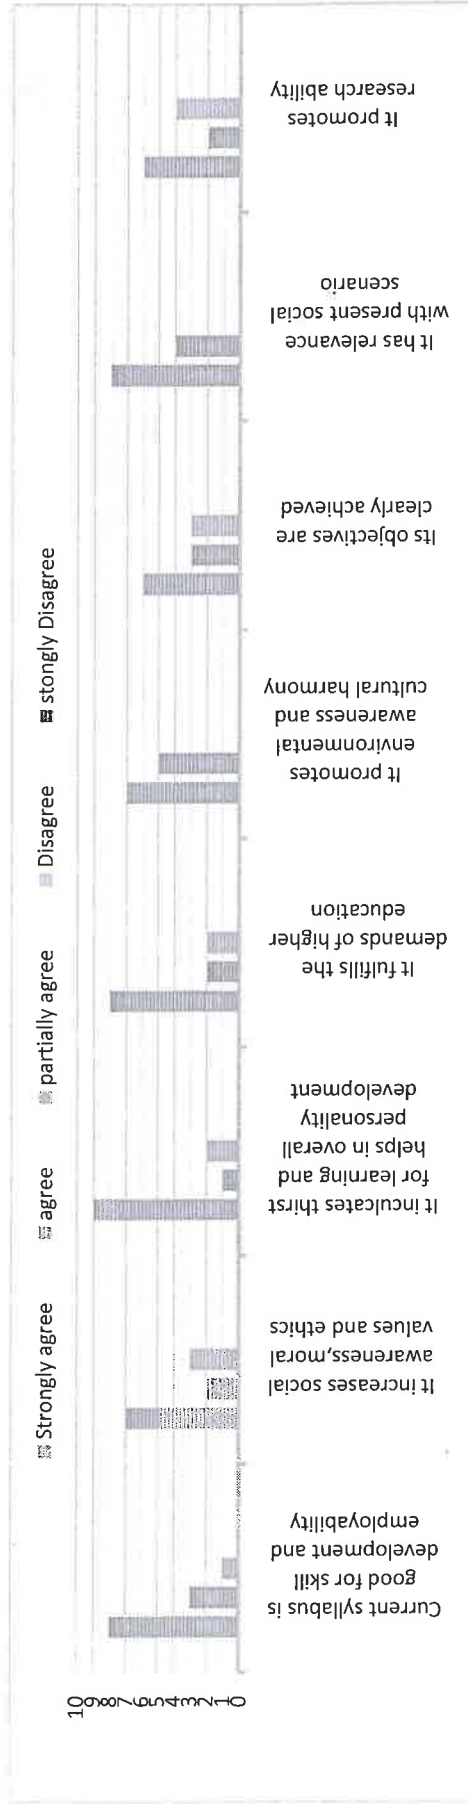 Strongly agree
agree
partially agree
Disagree
stongly Disagree
10
9
8
7
6
5
4
3
2
1
0
Current syllabus is
good for skill
development and
employability
It increases social
awareness,moral
values and ethics
It inculcates thirst
for learning and
helps in overall
personality
development
It fulfills the
demands of higher
education
It promotes
environmental
awareness and
cultural harmony
Its objectives are
clearly achieved
It has relevance
with present social
scenario
It promotes
research ability